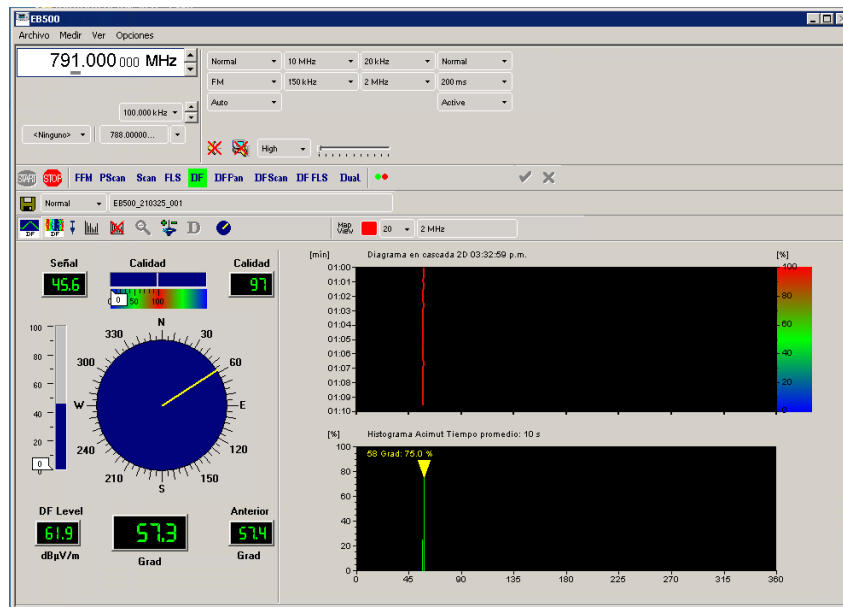 EB500
Archivo Medir Ver Opciones
791.000 000 MHz
Normal 10 MHz 20 kHz Normal
FM 150 kHz 2 MHz 200 ms
Auto Active
100.000 kHz
<Ninguno> 788.00000...
High
START STOP FFM PScan Scan FLS DF DFPan DFScan DF FLS Dual
Normal EB500_210325_001
DF DF D Map View 20 2 MHz
Señal Calidad Calidad
45.6 97
0 50 100
0
N
30
60
E
120
150
S
210
240
W
300
330
100
80
60
40
20
0
0
DF Level Anterior
61.9 57.3 57.4
dBµV/m Grad Grad
[min] Diagrama en cascada 2D 03:32:59 p.m. [%]
01:00
01:01
01:02
01:03
01:04
01:05
01:06
01:07
01:08
01:09
01:10
100
80
60
40
20
0
[%] Histograma Acimut Tiempo promedio: 10 s
58 Grad: 75.0 %
100
80
60
40
20
0
0 45 90 135 180 225 270 315 360